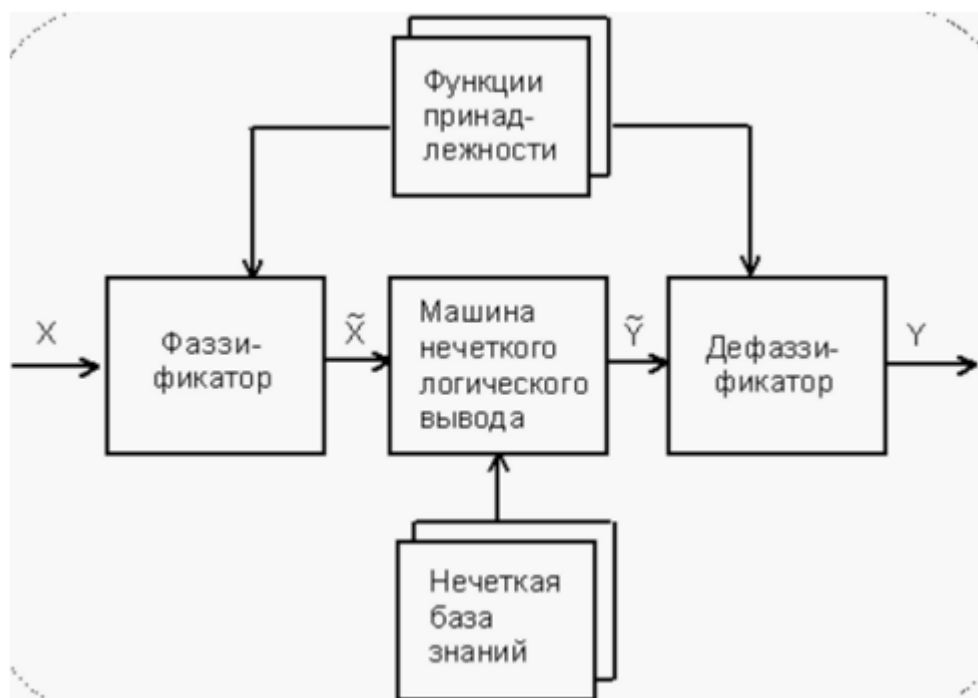 Функции
принад-
лежности
X
Фаззи-
фикатор
X̃
Машина
нечеткого
логического
вывода
Ỹ
Дефаззи-
фикатор
Y
Нечеткая
база
знаний